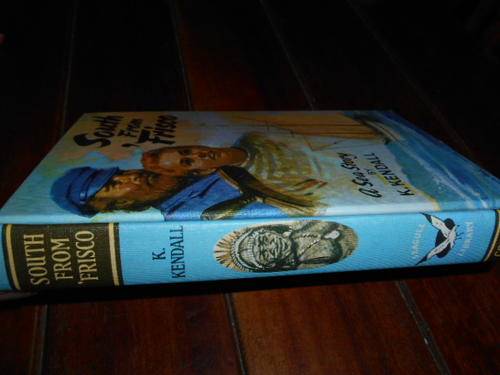 South
From
'Frisco
a Sea Story
BY
K. KENDALL
SOUTH
FROM
'FRISCO
K.
KENDALL
SEAGULL
LIBRARY